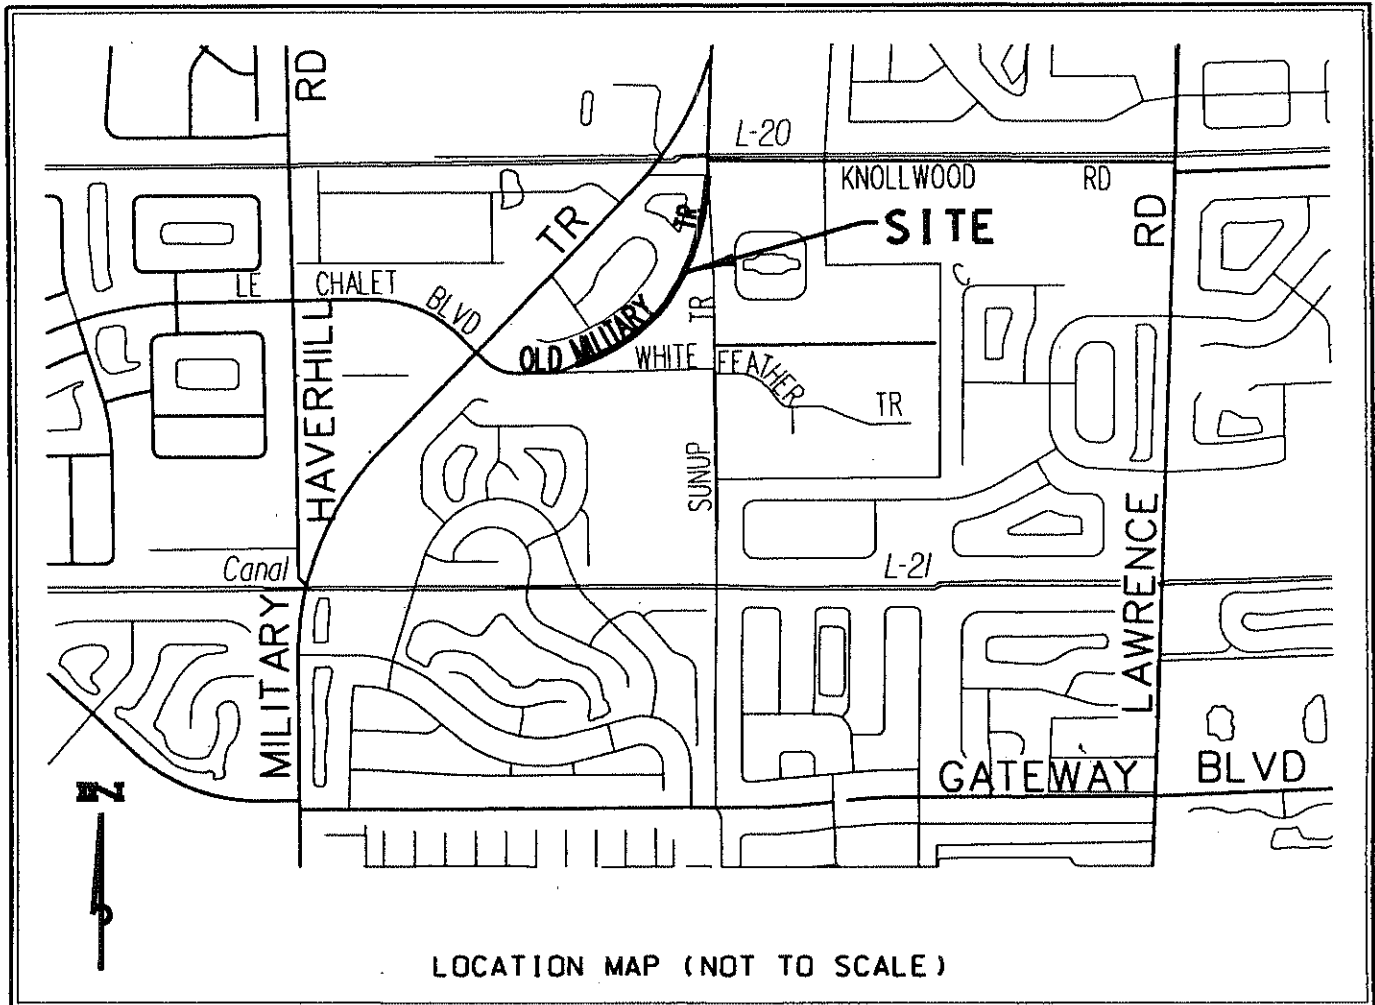 RD
L-20
KNOLLWOOD RD
TR
TR
SITE
RD
LE CHALET BLVD
HAVERHILL
OLD MILITARY
TR
WHITE FEATHER TR
SUNUP
LAWRENCE
Canal
L-21
MILITARY
GATEWAY BLVD
N
LOCATION MAP (NOT TO SCALE)